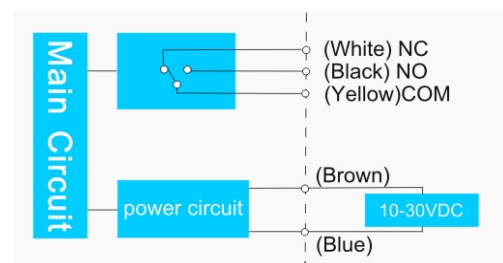 Main Circuit
(White) NC
(Black) NO
(Yellow)COM
(Brown)
power circuit
10-30VDC
(Blue)